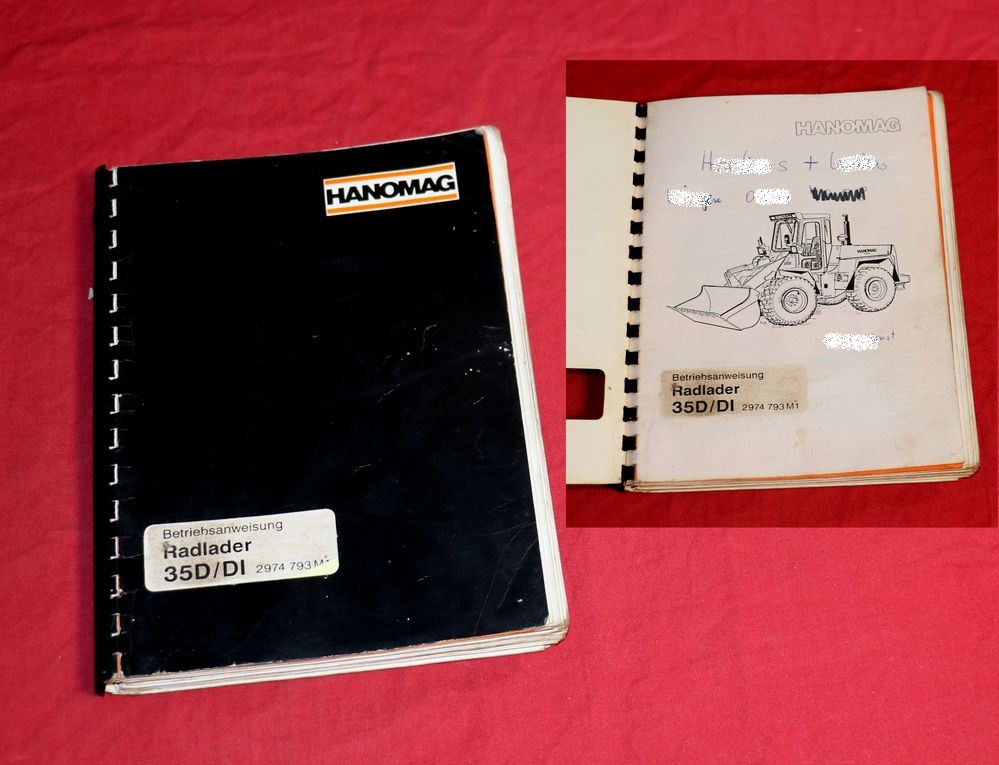 HANOMAG
Betriebsanweisung
Radlader
35D/DI 2974 793 M1
HANOMAG
+
HANOMAG
Betriebsanweisung
Radlader
35D/DI 2974 793 M1